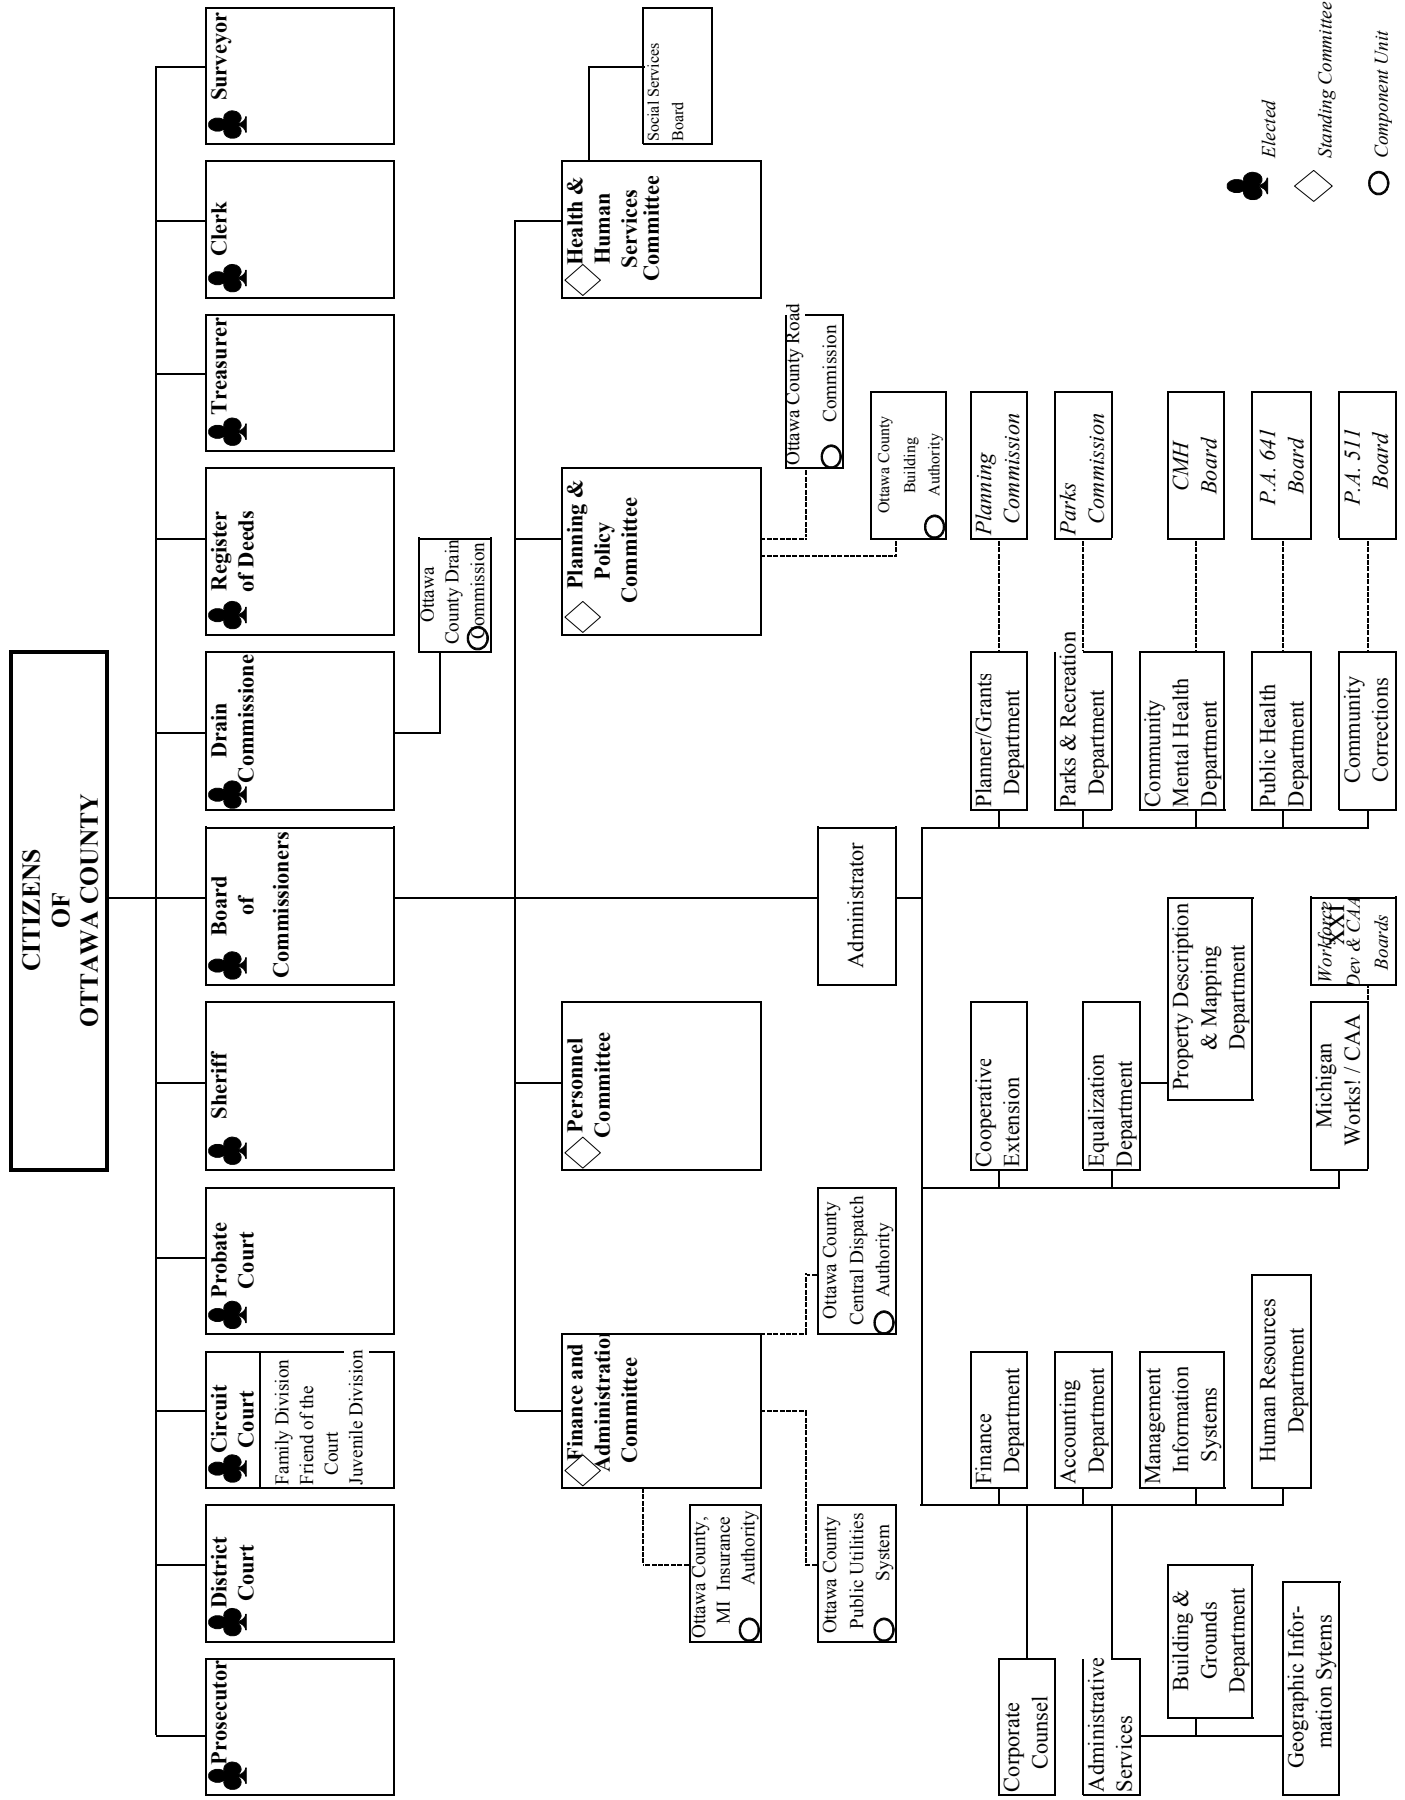 CITIZENS
OF
OTTAWA COUNTY
Prosecutor
District
Court
Circuit
Court
Family Division
Friend of the
Court
Juvenile Division
Probate
Court
Sheriff
Board
of
Commissioners
Drain
Commissione
Register
of Deeds
Treasurer
Clerk
Surveyor
Ottawa
County Drain
Commission
Finance and
Administration
Committee
Personnel
Committee
Planning &
Policy
Committee
Health &
Human
Services
Committee
Social Services
Board
Ottawa County,
MI Insurance
Authority
Ottawa County
Public Utilities
System
Ottawa County
Central Dispatch
Authority
Administrator
Ottawa County Road
Commission
Ottawa County
Building
Authority
Corporate
Counsel
Administrative
Services
Building &
Grounds
Department
Geographic Infor-
mation Sytems
Finance
Department
Accounting
Department
Management
Information
Systems
Human Resources
Department
Cooperative
Extension
Equalization
Department
Property Description
& Mapping
Department
Michigan
Works! / CAA
Workforce
XXI
Dev & CAA
Boards
Planner/Grants
Department
Planning
Commission
Parks & Recreation
Department
Parks
Commission
Community
Mental Health
Department
CMH
Board
Public Health
Department
P.A. 641
Board
Community
Corrections
P.A. 511
Board
Elected
Standing Committee
Component Unit